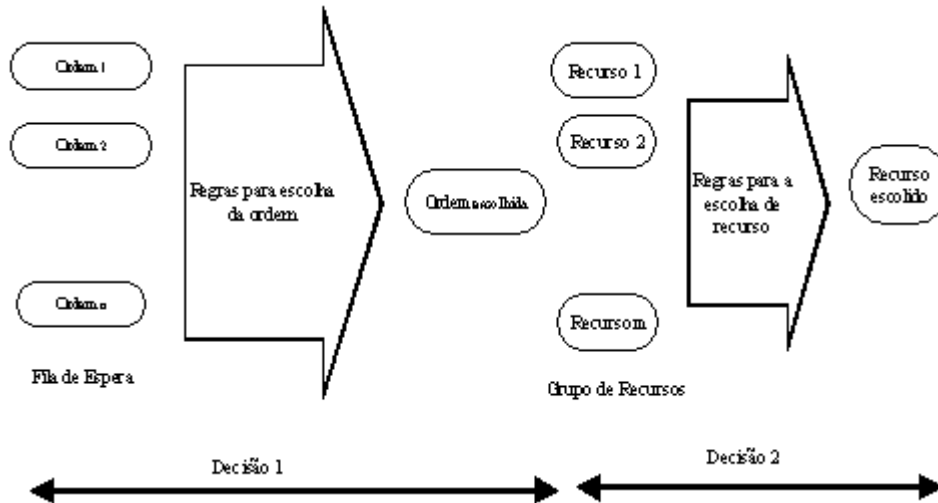 Ordem 1
Ordem 2
Ordem n
Fila de Espera
Regras para escolha
da ordem
Ordem escolhida
Recurso 1
Recurso 2
Recurso m
Grupo de Recursos
Regras para a
escolha de
recurso
Recurso
escolido
Decisão 1
Decisão 2